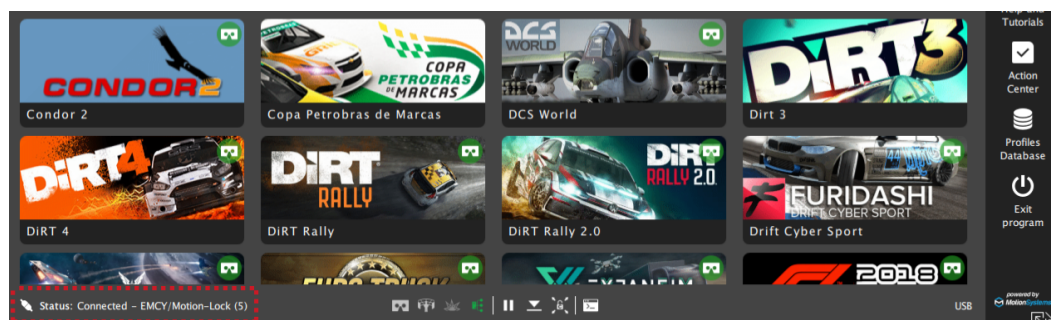 Help and
Tutorials
CONDOR2
Condor 2
COPA
PETROBRAS
DE MARCAS
Copa Petrobras de Marcas
DCS
WORLD
DCS World
DiRT3
Dirt 3
Action
Center
Profiles
Database
DiRT4
DiRT 4
DiRT
RALLY
DiRT Rally
DiRT
RALLY 2.0
DiRT Rally 2.0
FURIDASHI
DRIFT CYBER SPORT
Drift Cyber Sport
Exit
program
EURO TRUCK
F1 2018
Status: Connected - EMCY/Motion-Lock (5)
USB
powered by
MotionSystems